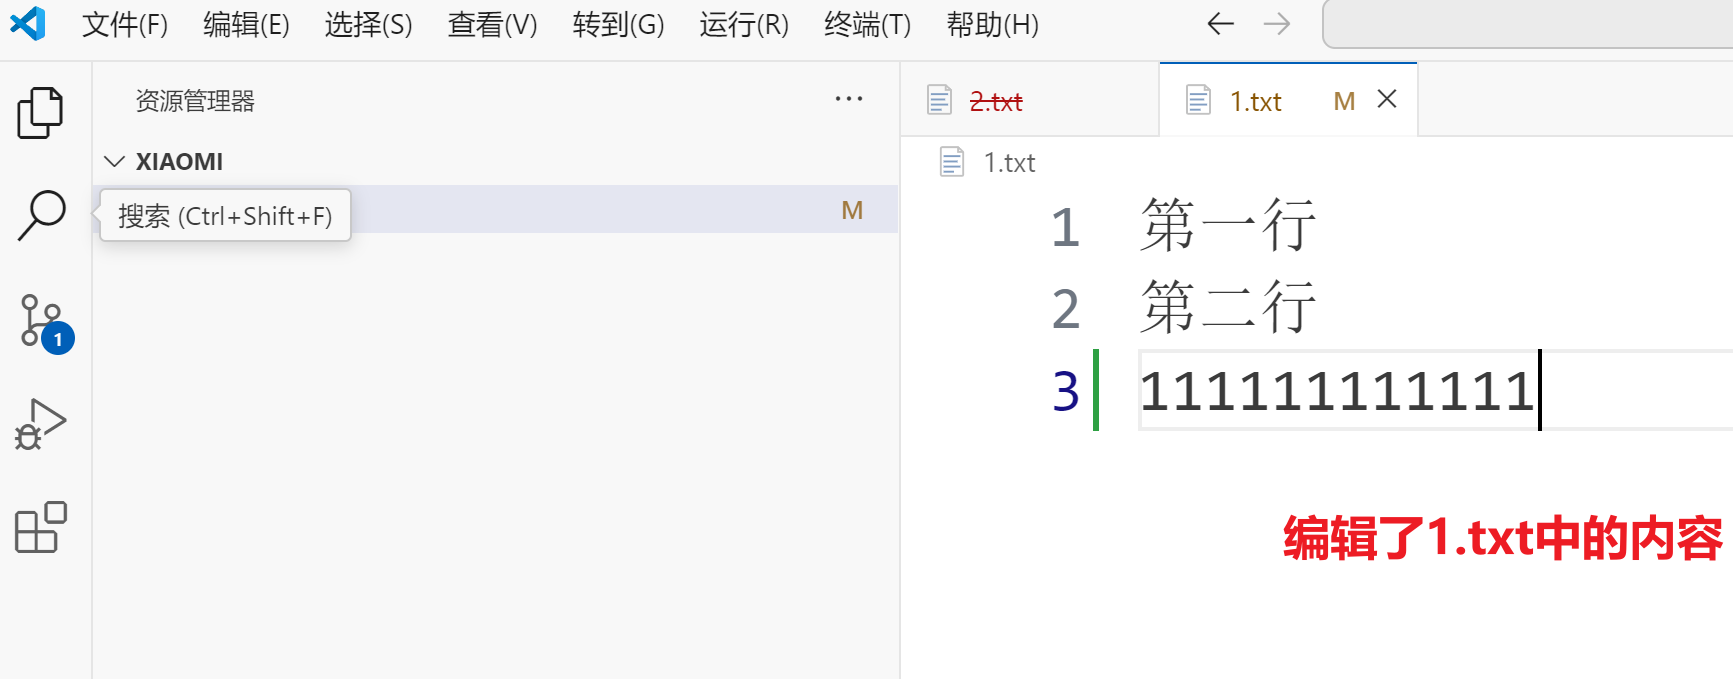 文件(F) 编辑(E) 选择(S) 查看(V) 转到(G) 运行(R) 终端(T) 帮助(H)
资源管理器 ···
XIAOMI
搜索 (Ctrl+Shift+F) M
1
2.txt 1.txt M
1.txt
1 第一行
2 第二行
3 111111111111
编辑了1.txt中的内容